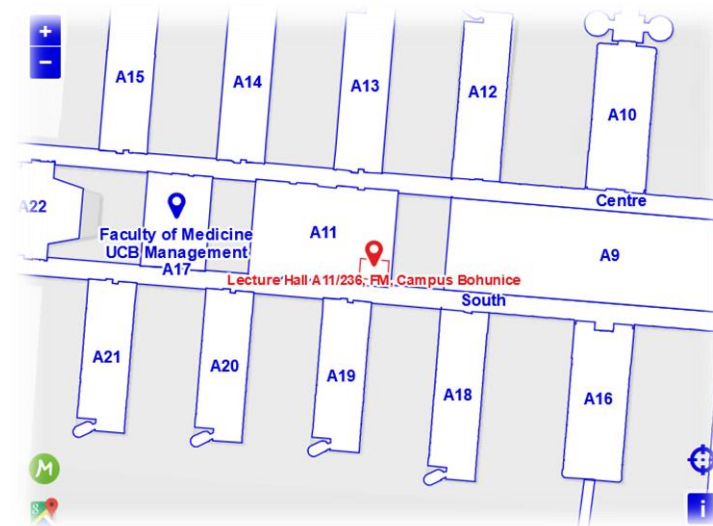 +
−
A15
A14
A13
A12
A10
Centre
A22
Faculty of Medicine
UCB Management
A17
A11
A9
Lecture Hall A11/236, FM, Campus Bohunice
South
A21
A20
A19
A18
A16
M
8
i